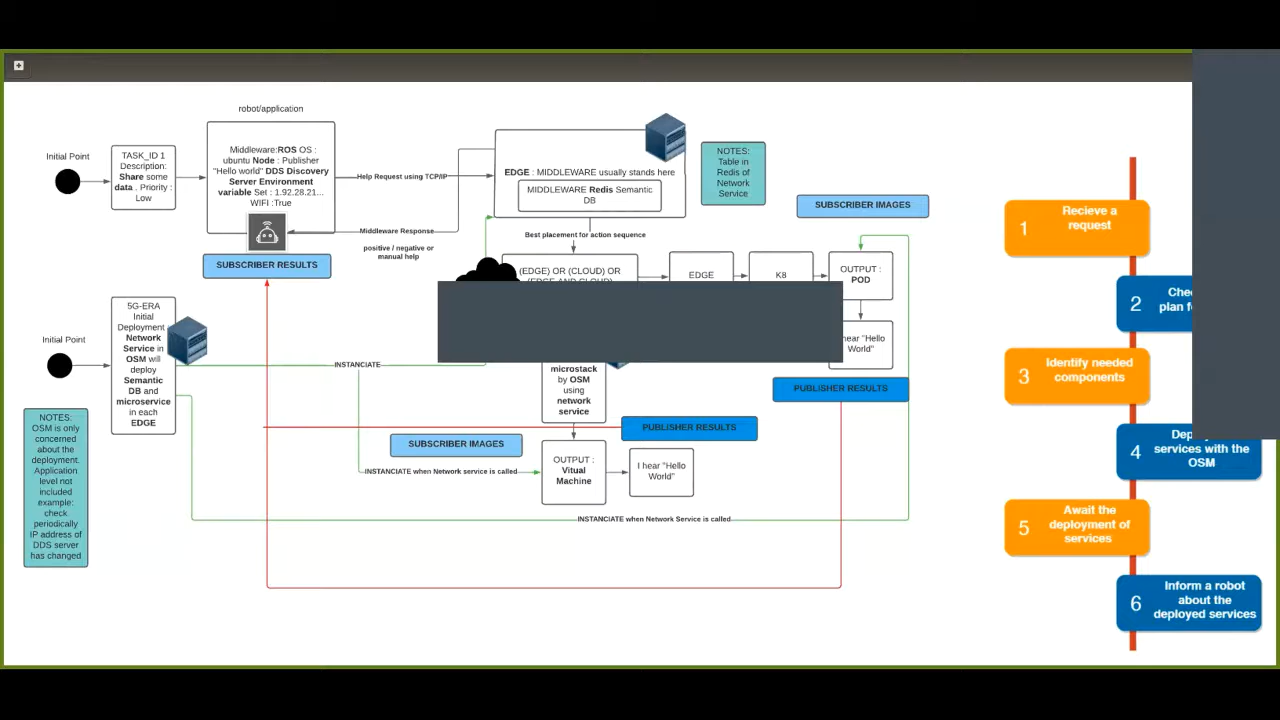 robot/application
Initial Point
TASK_ID 1
Description:
Share some
data . Priority :
Low
Middleware:ROS OS :
ubuntu Node : Publisher
"Hello world" DDS Discovery
Server Environment
variable Set : 1.92.28.21...
WIFI :True
SUBSCRIBER RESULTS
Help Request using TCP/IP
Middleware Response
positive / negative or
manual help
EDGE : MIDDLEWARE usually stands here
MIDDLEWARE Redis Semantic
DB
NOTES:
Table in
Redis of
Network
Service
Best placement for action sequence
SUBSCRIBER IMAGES
(EDGE) OR (CLOUD) OR
EDGE
K8
OUTPUT :
POD
hear "Hello
World"
PUBLISHER RESULTS
Initial Point
5G-ERA
Initial
Deployment
Network
Service in
OSM will
deploy
Semantic
DB and
microservice
in each
EDGE
INSTANCIATE
NOTES:
OSM is only
concerned
about the
deployment.
Application
level not
included
example:
check
periodically
IP address of
DDS server
has changed
microstack
by OSM
using
network
service
PUBLISHER RESULTS
SUBSCRIBER IMAGES
INSTANCIATE when Network service is called
OUTPUT :
Vitual
Machine
I hear "Hello
World"
INSTANCIATE when Network Service is called
1
Recieve a
request
2
plan
3
Identify needed
components
4
services with the
OSM
5
Await the
deployment of
services
6
Inform a robot
about the
deployed services